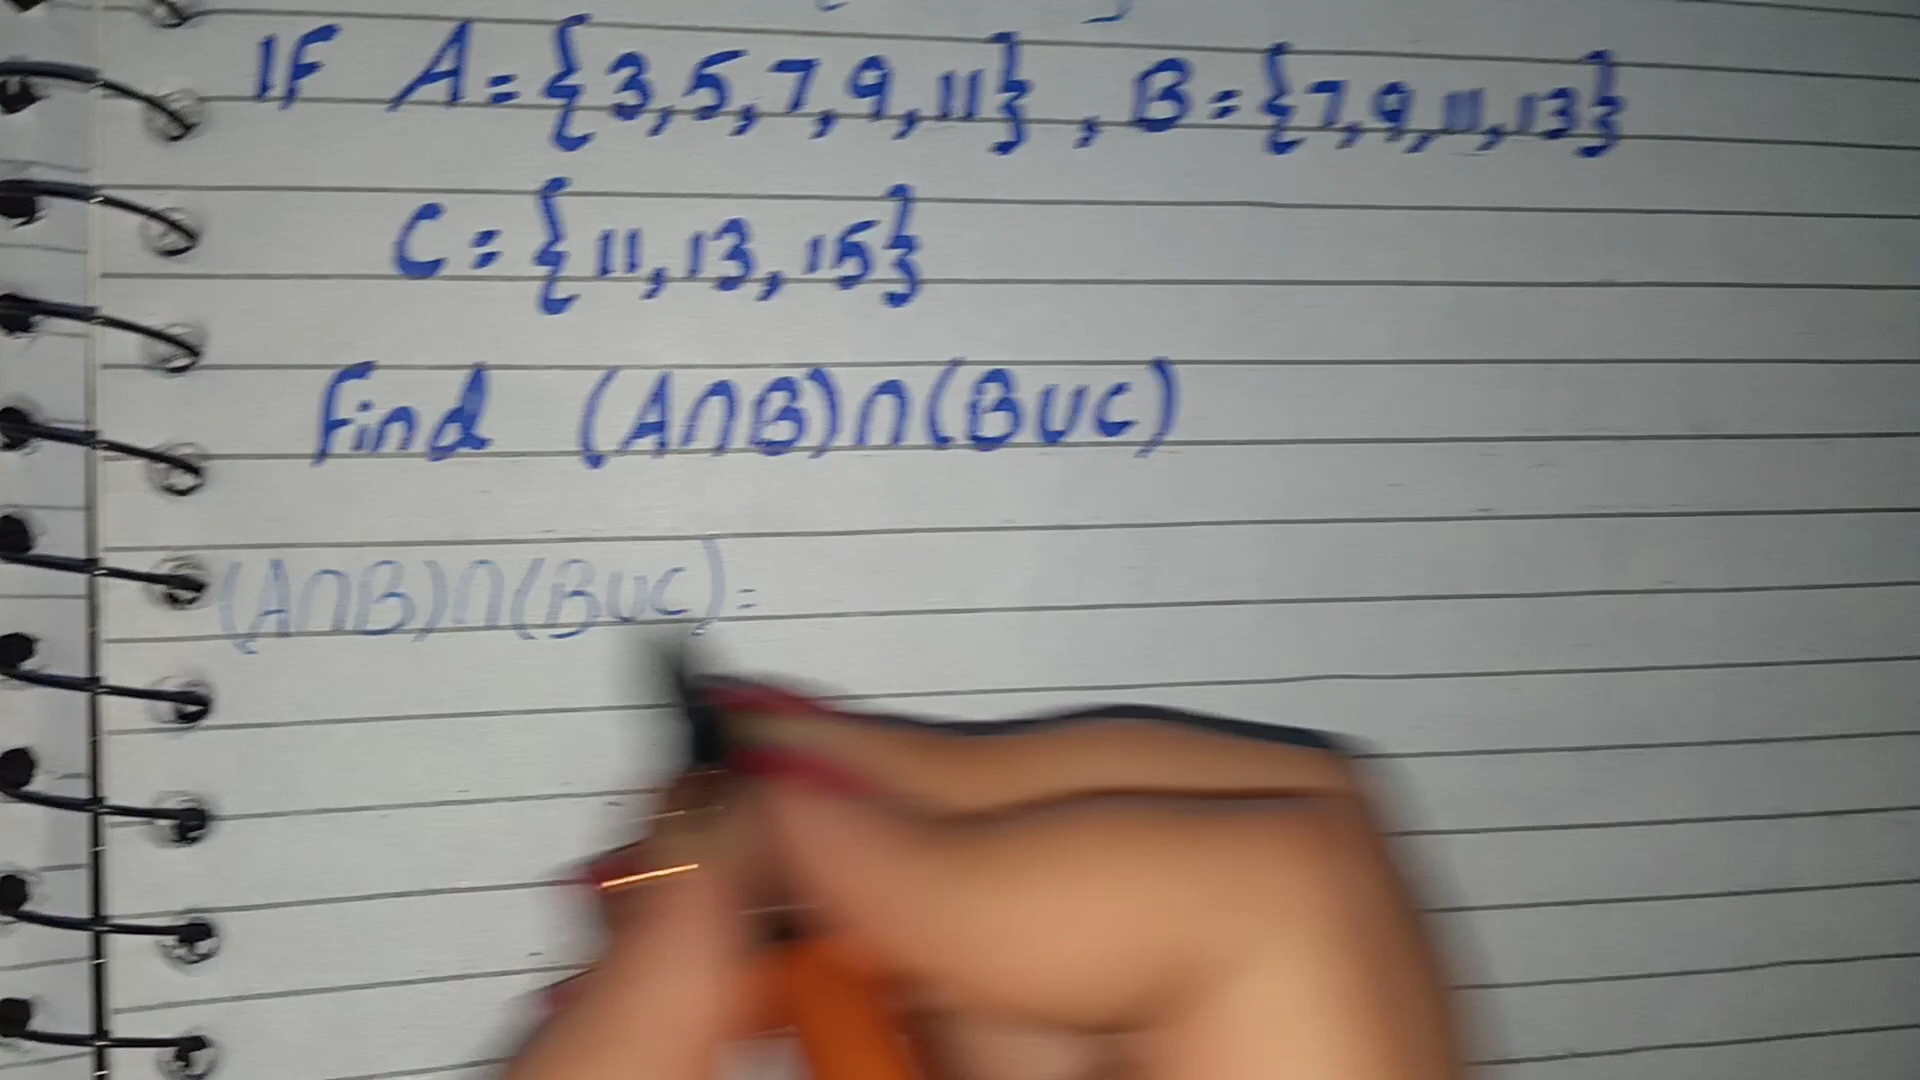 IF A={3,5,7,9,11}, B={7,9,11,13}
C={11,13,15}
Find (A∩B)∩(BUC)
(A∩B)∩(BUC)=